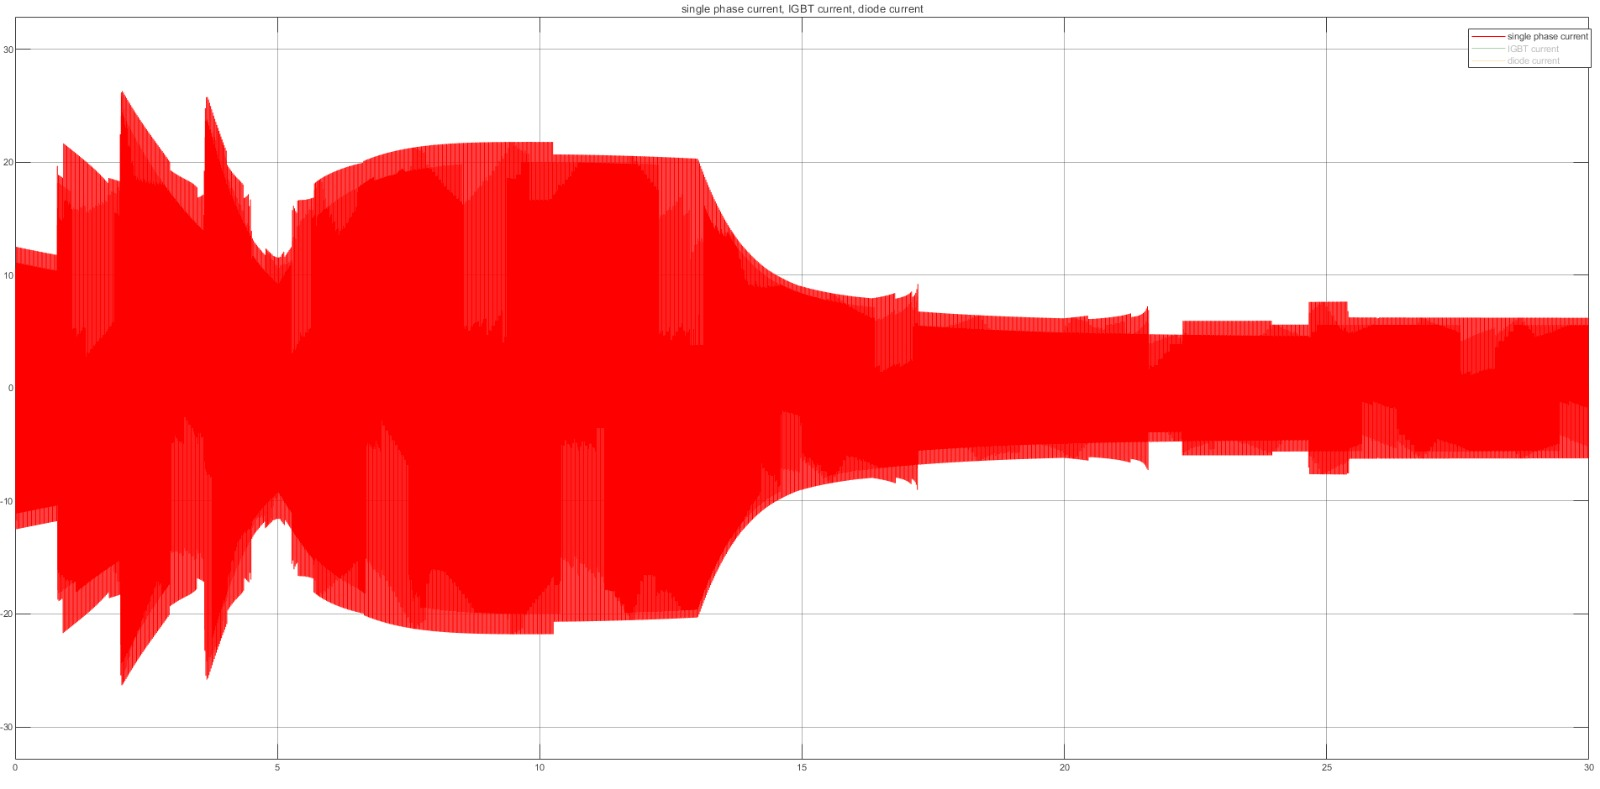 single phase current, IGBT current, diode current
single phase current
IGBT current
diode current
30
20
10
0
-10
-20
-30
0 5 10 15 20 25 30